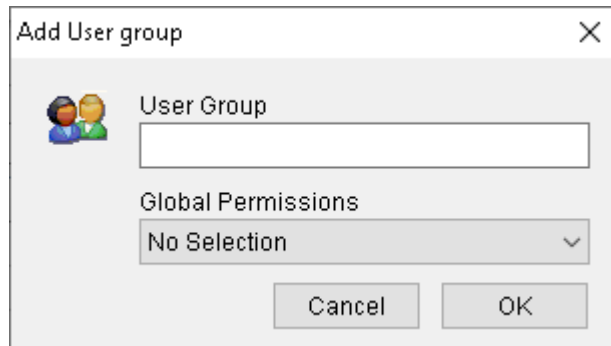 Add User group
User Group
Global Permissions
No Selection
Cancel OK